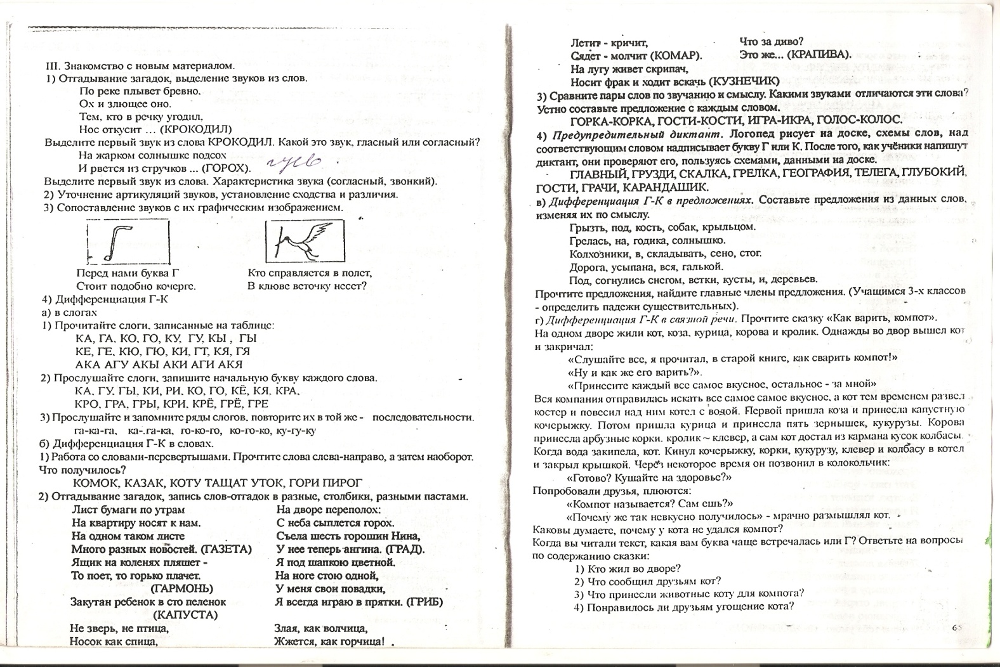 III. Знакомство с новым материалом.
1) Отгадывание загадок, выделение звуков из слов.
По реке плывет бревно.
Ох и злющее оно.
Тем, кто в речку угодил,
Нос откусит ... (КРОКОДИЛ)
Выделите первый звук из слова КРОКОДИЛ. Какой это звук, гласный или согласный?
На жарком солнышке подсох
И рвется из стручков ... (ГОРОХ).
Выделите первый звук из слова. Характеристика звука (согласный, звонкий).
2) Уточнение артикуляций звуков, установление сходства и различия.
3) Сопоставление звуков с их графическим изображением.
Перед нами буква Г
Стоит подобно кочерге.
Кто справляется в полет,
В клюве веточку несет?
4) Дифференциация Г-К
а) в слогах
1) Прочитайте слоги, записанные на таблице:
КА, ГА, КО, ГО, КУ, ГУ, КЫ , ГЫ
КЕ, ГЕ, КЮ, ГЮ, КИ, ГТ, КЯ, ГЯ
АКА АГУ АКЫ АКИ АГИ АКЯ
2) Прослушайте слоги, запишите начальную букву каждого слова.
КА, ГУ, ГЫ, КИ, РИ, КО, ГО, КЁ, КЯ, КРА,
КРО, ГРА, ГРЫ, КРИ, КРЁ, ГРЁ, ГРЕ
3) Прослушайте и запомните ряды слогов, повторите их в той же - последовательности.
га-ка-га, ка-.га-ка, го-ко-го, ко-го-ко, ку-гу-ку
б) Дифференциация Г-К в словах.
1) Работа со словами-перевертышами. Прочтите слова слева-направо, а затем наоборот.
Что получилось?
КОМОК, КАЗАК, КОТУ ТАЩАТ УТОК, ГОРИ ПИРОГ
2) Отгадывание загадок, запись слов-отгадок в разные, столбики, разными пастами.
Лист бумаги по утрам
На квартиру носят к нам.
На одном таком листе
Много разных новостей. (ГАЗЕТА)
Ящик на коленях пляшет -
То поет, то горько плачет.
(ГАРМОНЬ)
Закутан ребенок в сто пеленок
(КАПУСТА)
Не зверь, не птица,
Носок как спица,
На дворе переполох:
С неба сыплется горох.
Съела шесть горошин Нина,
У нее теперь ангина. (ГРАД).
Я под шапкою цветной.
На ноге стою одной,
У меня свои повадки,
Я всегда играю в прятки. (ГРИБ)
Злая, как волчица,
Жжется, как горчица! .
Летит - кричит,
Сядет - молчит (КОМАР).
Что за диво?
Это же... (КРАПИВА).
На лугу живет скрипач,
Носит фрак и ходит вскачь (КУЗНЕЧИК)
3) Сравните пары слов по звучанию и смыслу. Какими звуками отличаются эти слова?
Устно составьте предложение с каждым словом.
ГОРКА-КОРКА, ГОСТИ-КОСТИ, ИГРА-ИКРА, ГОЛОС-КОЛОС.
4) Предупредительный диктант. Логопед рисует на доске, схемы слов, над
соответствующим словом надписывает букву Г или К. После того, как учёники напишут
диктант, они проверяют его, пользуясь схемами, данными на доске.
ГЛАВНЫЙ, ГРУЗДИ, СКАЛКА, ГРЕЛКА, ГЕОГРАФИЯ, ТЕЛЕГА, ГЛУБОКИЙ,
ГОСТИ, ГРАЧИ, КАРАНДАШИК.
в) Дифференциация Г-К в предложениях. Составьте предложения из данных слов,
изменяя их по смыслу.
Грызть, под, кость, собак, крыльцом.
Грелась, на, годика, солнышко.
Колхозники, в, складывать, сено, стог.
Дорога, усыпана, вся, галькой.
Под, согнулись снегом, ветки, кусты, и, деревьев.
Прочтите предложения, найдите главные члены предложения. (Учащимся 3-х классов
- определить падежи существительных).
г) Дифференциация Г-К в связной речи. Прочтите сказку «Как варить, компот».
На одном дворе жили кот, коза, курица, корова и кролик. Однажды во двор вышел кот
и закричал:
«Слушайте все, я прочитал, в старой книге, как сварить компот!»
«Ну и как же его варить?».
«Принесите каждый все самое вкусное, остальное - за мной»
Вся компания отправилась искать все самое самое вкусное, а кот тем временем развел
костер и повесил над ним котел с водой. Первой пришла коза и принесла капустную
кочерыжку. Потом пришла курица и принесла пять зернышек, кукурузы. Корова
принесла арбузные корки, кролик ~ клевер, а сам кот достал из кармана кусок колбасы.
Когда вода закипела, кот. Кинул кочерыжку, корки, кукурузу, клевер и колбасу в котел
и закрыл крышкой. Через некоторое время он позвонил в колокольчик:
«Готово? Кушайте на здоровье?»
Попробовали друзья, плюются:
«Компот называется? Сам ешь?»
«Почему же так невкусно получилось» - мрачно размышлял кот.
Каковы думаете, почему у кота не удался компот?
Когда вы читали текст, какая вам буква чаще встречалась или Г? Ответьте на вопросы
по содержанию сказки:
1) Кто жил во дворе?
2) Что сообщил друзьям кот?
3) Что принесли животные коту для компота?
4) Понравилось ли друзьям угощение кота?